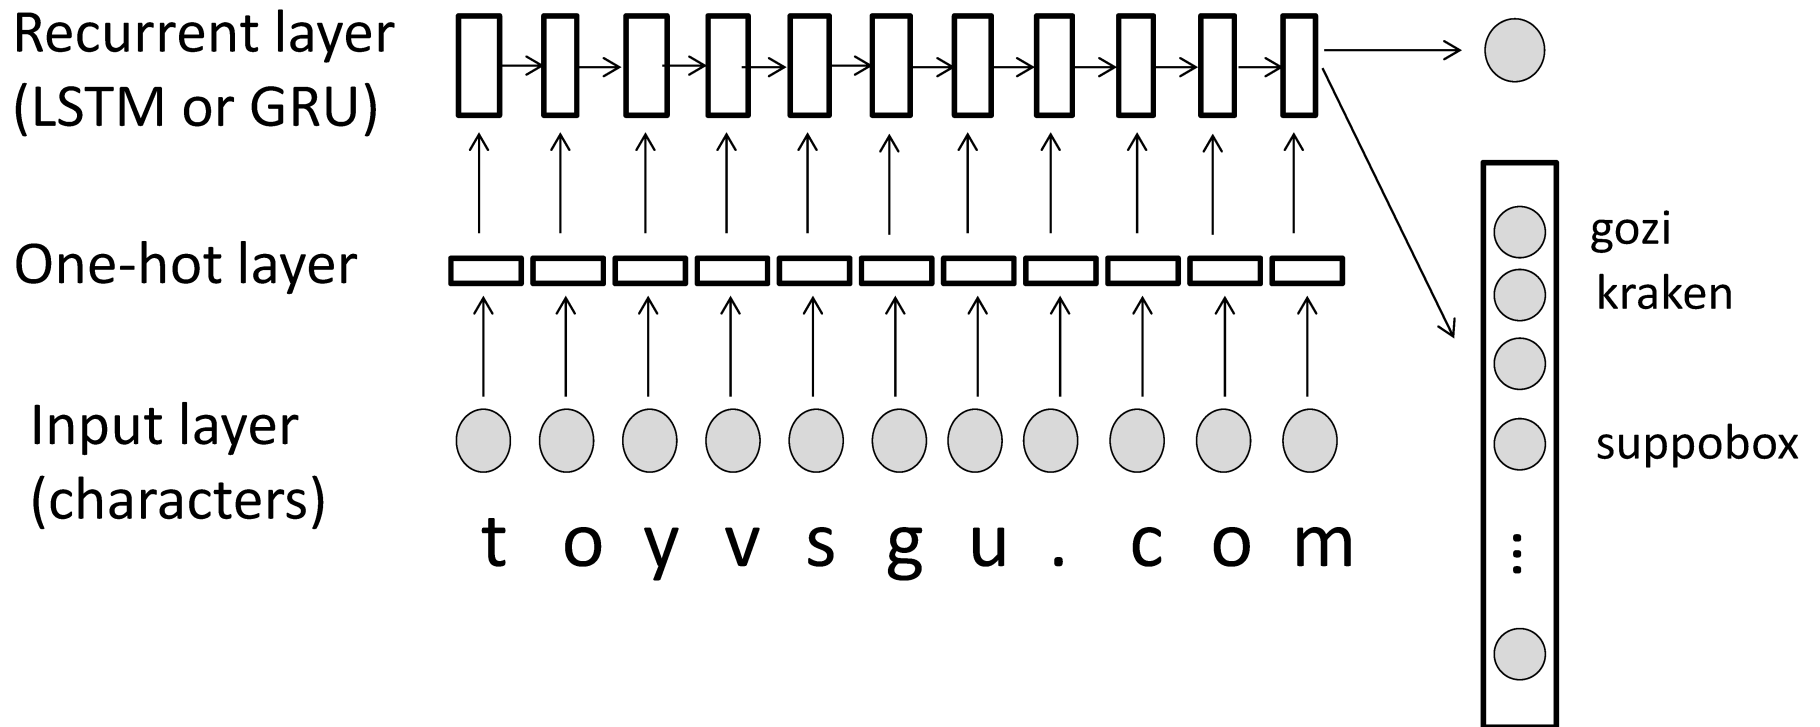 Recurrent layer
(LSTM or GRU)
One-hot layer
Input layer
(characters)
t o y v s g u . c o m
gozi
kraken
suppobox
...